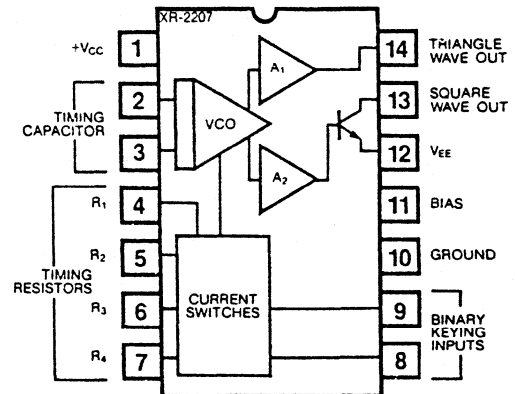 XR-2207
+VCC
1
2
3
4
5
6
7
TIMING
CAPACITOR
R1
R2
R3
R4
TIMING
RESISTORS
VCO
A1
A2
CURRENT
SWITCHES
14
13
12
11
10
9
8
TRIANGLE
WAVE OUT
SQUARE
WAVE OUT
VEE
BIAS
GROUND
BINARY
KEYING
INPUTS